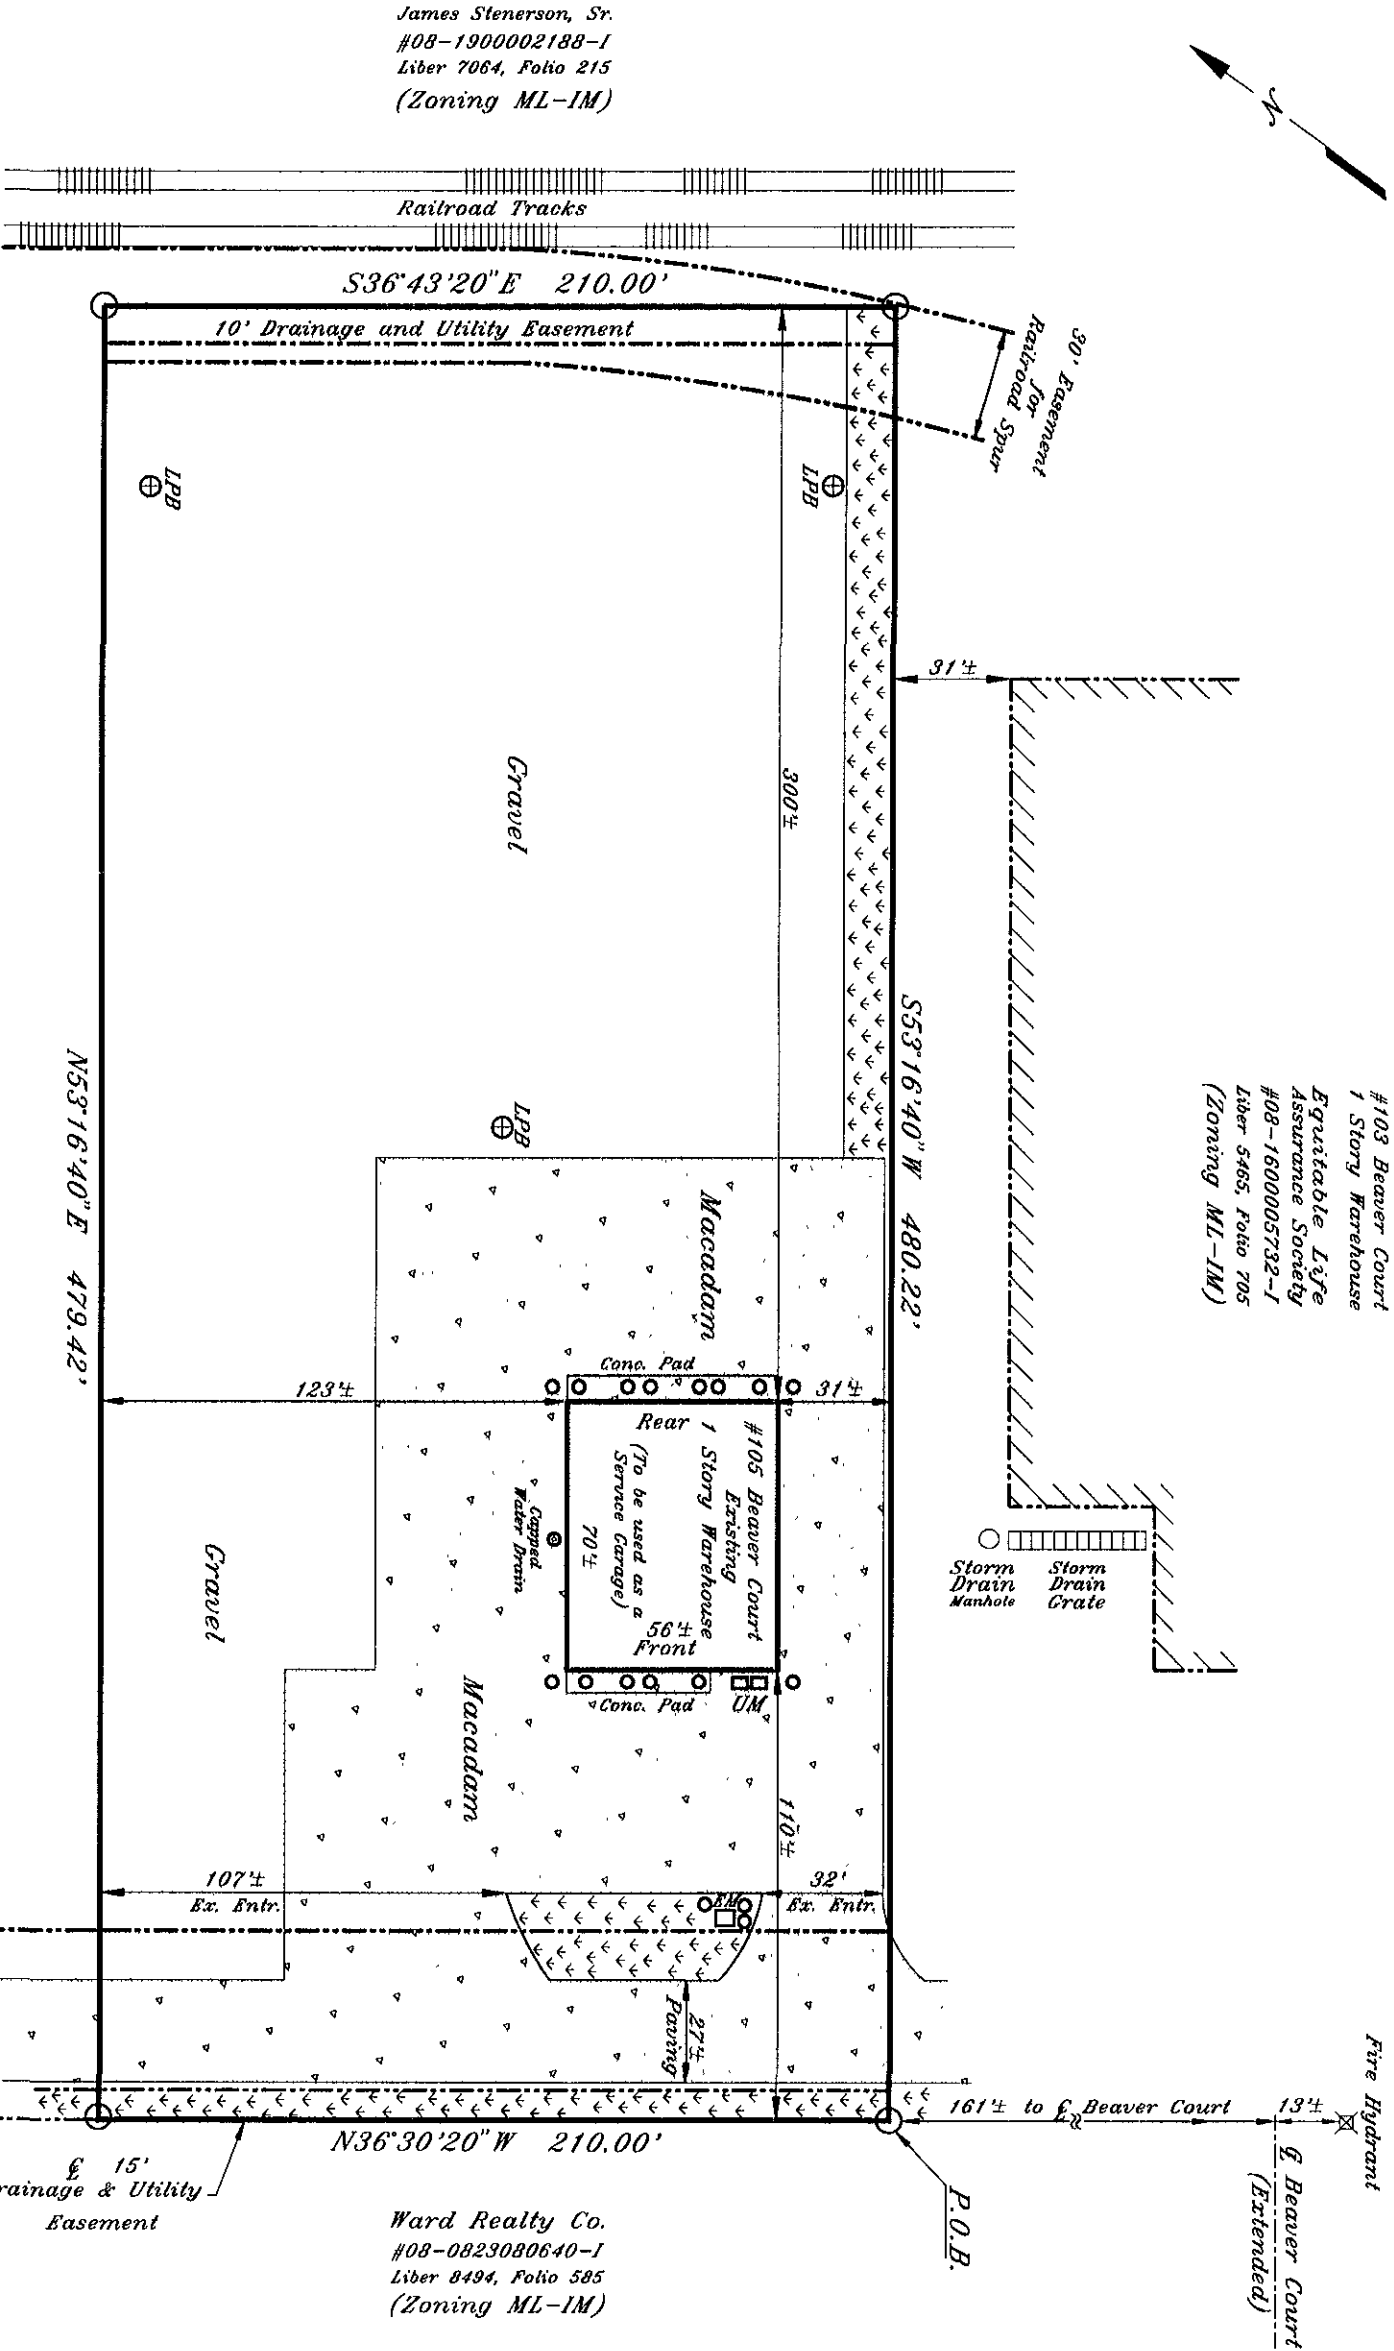 James Stenerson, Sr.
#08-1900002188-I
Liber 7064, Folio 215
(Zoning ML-IM)
N
Railroad Tracks
S36°43'20"E 210.00'
10' Drainage and Utility Easement
30' Easement
for
Railroad Spur
LPB
LPB
31'±
300'±
Gravel
#103 Beaver Court
1 Story Warehouse
Equitable Life
Assurance Society
#08-1600005732-I
Liber 5465, Folio 705
(Zoning ML-IM)
S53°16'40"W 480.22'
N53°16'40"E 479.42'
LPB
Macadam
Conc. Pad
123'±
31'±
Rear
#105 Beaver Court
Existing
1 Story Warehouse
(To be used as a
Service Garage)
70'±
56'±
Front
Capped
Water Drain
Storm
Drain
Manhole
Storm
Drain
Grate
Gravel
Conc. Pad
UM
Macadam
110'±
107'±
Ex. Entr.
EM
32'
Ex. Entr.
27'±
Paving
161'± to ℄ Beaver Court
13'±
Fire Hydrant
℄ Beaver Court
(Extended)
N36°30'20"W 210.00'
P.O.B.
℄ 15'
rainage & Utility
Easement
Ward Realty Co.
#08-0823080640-I
Liber 8494, Folio 585
(Zoning ML-IM)